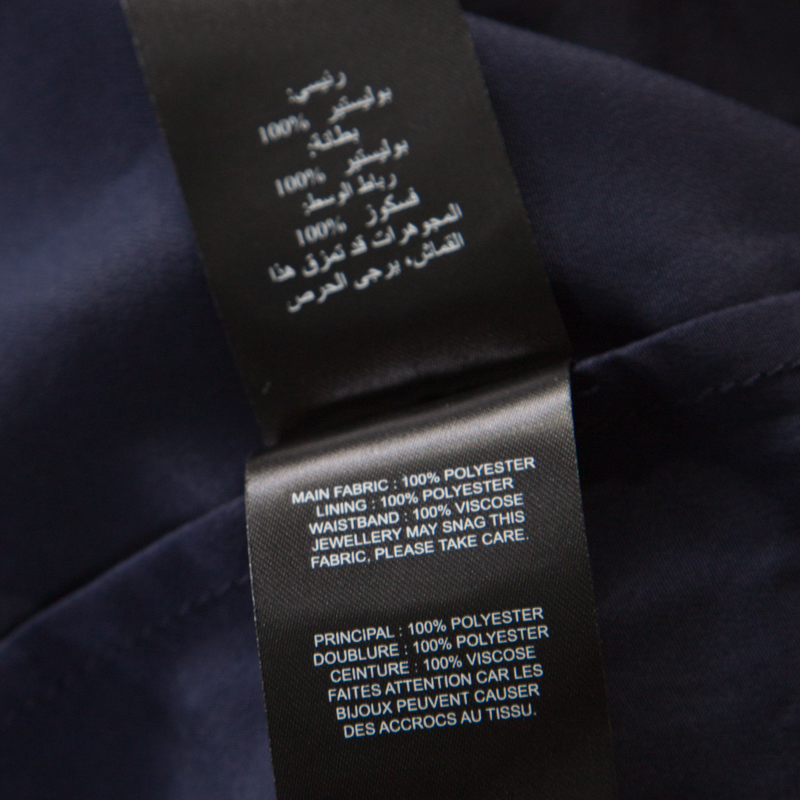 رئيسي:
بوليستير 100%
بطانة:
بوليستير 100%
رباط الوسط:
فسكوز 100%
المجوهرات قد تمزق هذا
القماش، يرجى الحرص
MAIN FABRIC : 100% POLYESTER
LINING : 100% POLYESTER
WAISTBAND : 100% VISCOSE
JEWELLERY MAY SNAG THIS
FABRIC, PLEASE TAKE CARE.
PRINCIPAL : 100% POLYESTER
DOUBLURE : 100% POLYESTER
CEINTURE : 100% VISCOSE
FAITES ATTENTION CAR LES
BIJOUX PEUVENT CAUSER
DES ACCROCS AU TISSU.